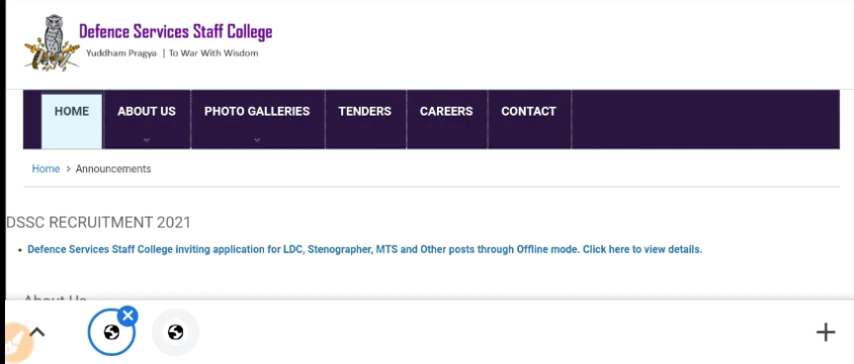 Defence Services Staff College
Yuddham Pragya | To War With Wisdom
HOME ABOUT US PHOTO GALLERIES TENDERS CAREERS CONTACT
Home > Announcements
DSSC RECRUITMENT 2021
• Defence Services Staff College inviting application for LDC, Stenographer, MTS and Other posts through Offline mode. Click here to view details.
About Us